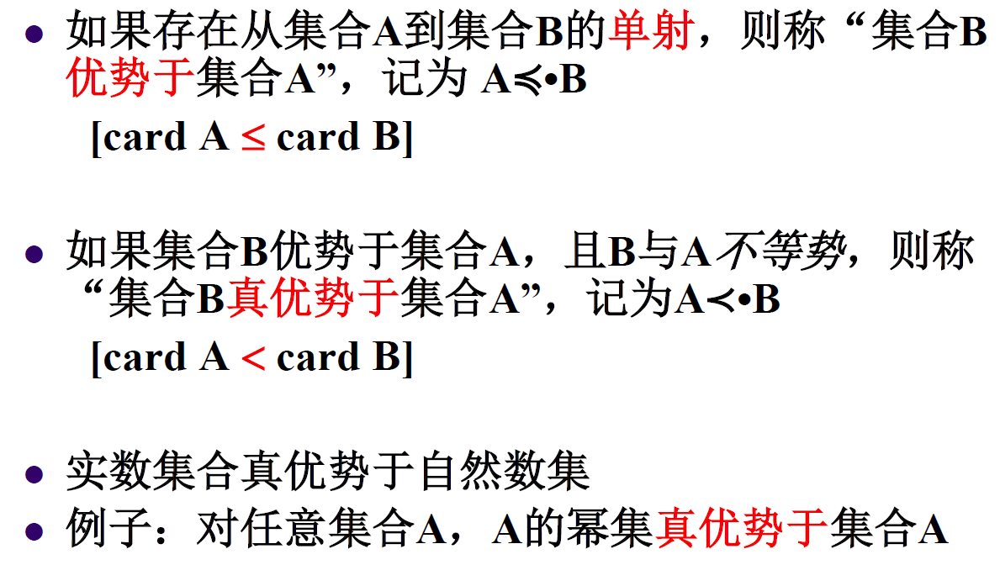 ● 如果存在从集合A到集合B的单射，则称“集合B
优势于集合A”，记为 A≼•B
[card A ≤ card B]
● 如果集合B优势于集合A，且B与A不等势，则称
“集合B真优势于集合A”，记为A≺•B
[card A < card B]
● 实数集合真优势于自然数集
● 例子：对任意集合A，A的幂集真优势于集合A